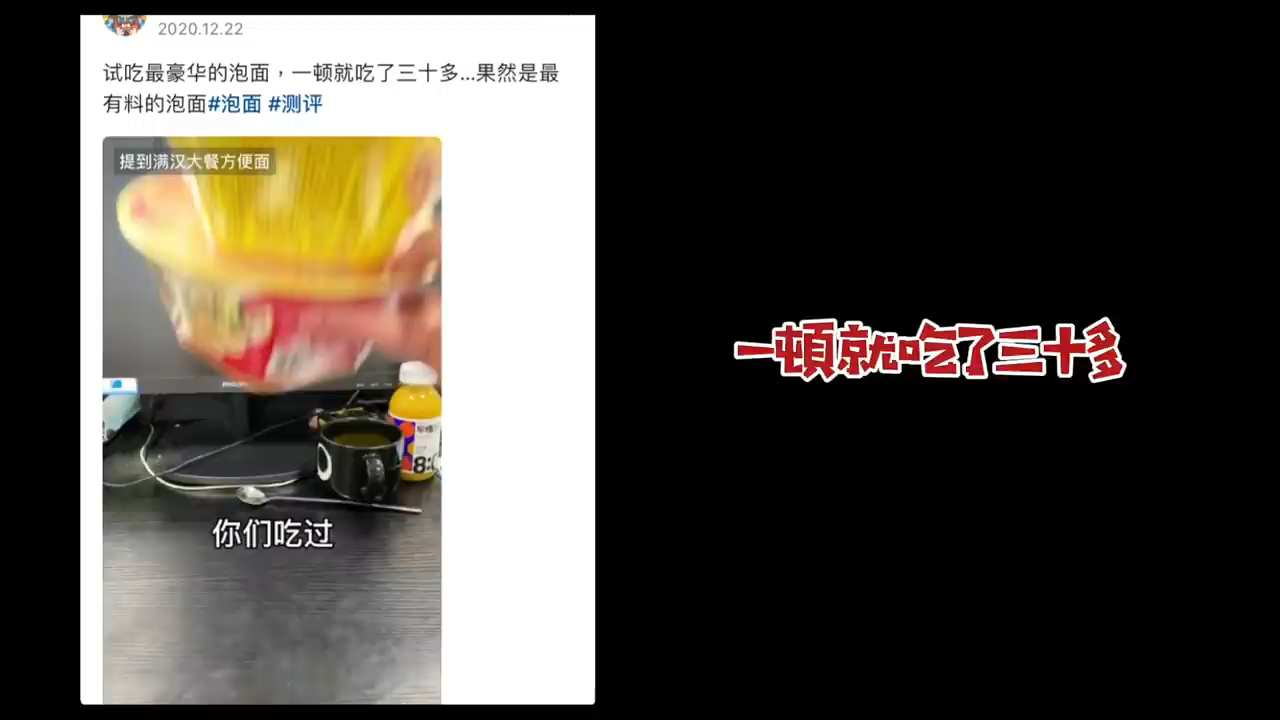 2020.12.22
试吃最豪华的泡面，一顿就吃了三十多...果然是最
有料的泡面#泡面 #测评
提到满汉大餐方便面
你们吃过
一頓就吃了三十多